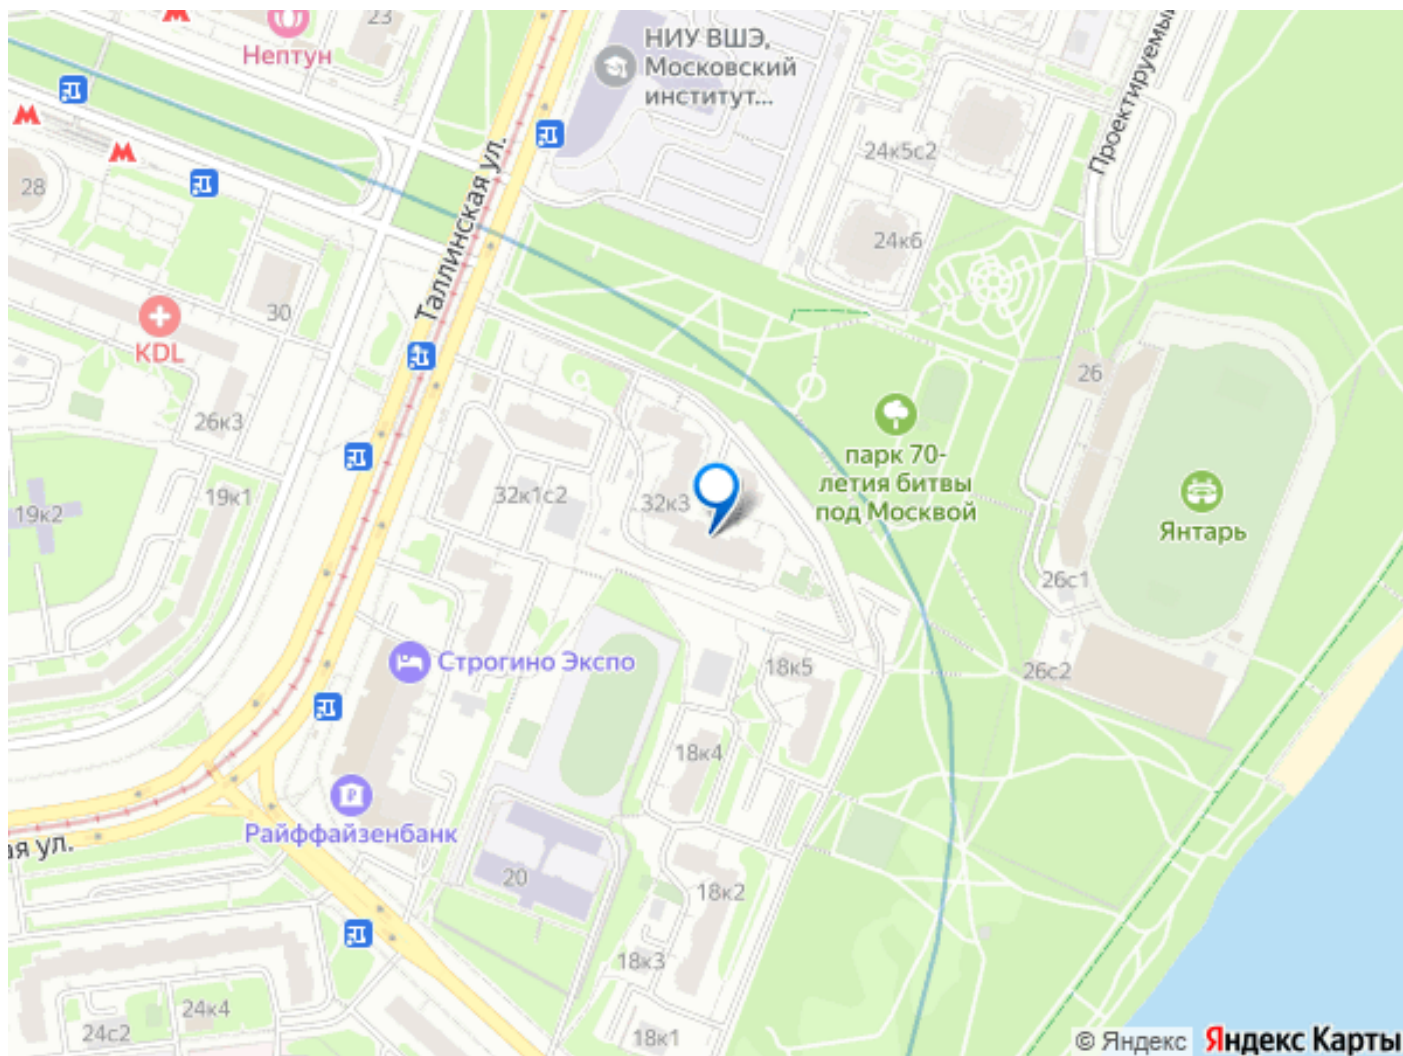 23
Нептун
НИУ ВШЭ,
Московский
институт...
Проектируемый
24к5с2
28
Таллинская ул.
24к6
30
KDL
26
26к3
парк 70-
летия битвы
под Москвой
19к1
32к1с2
32к3
19к2
Янтарь
26с1
Строгино Экспо
18к5
26с2
18к4
Райффайзенбанк
ая ул.
20
18к2
18к3
24к4
24с2
18к1
© Яндекс
Яндекс Карты